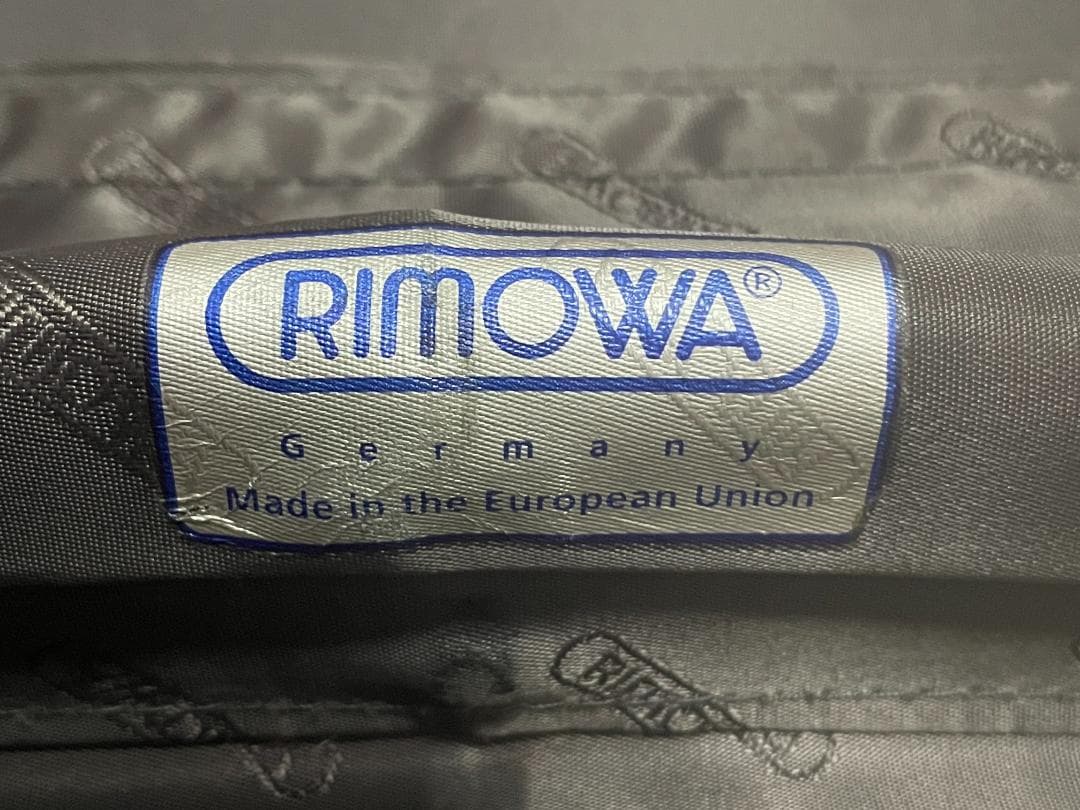 RIMOWA®
Germany
Made in the European Union